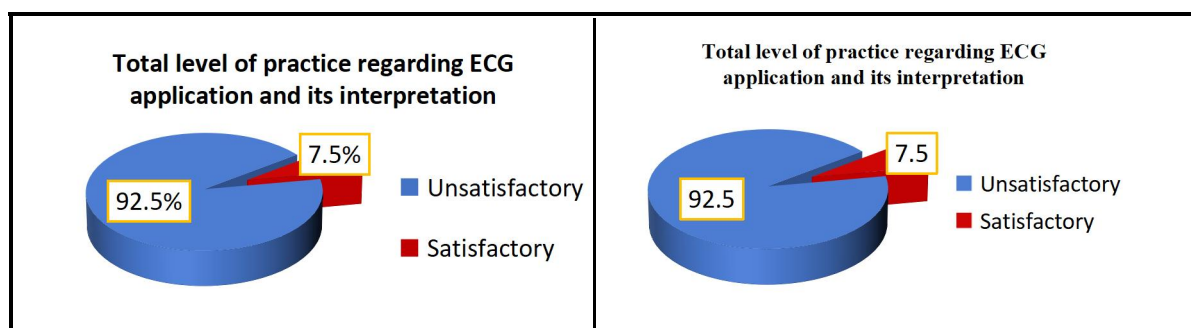 Total level of practice regarding ECG
application and its interpretation
7.5%
92.5%
Unsatisfactory
Satisfactory
Total level of practice regarding ECG
application and its interpretation
7.5
92.5
Unsatisfactory
Satisfactory